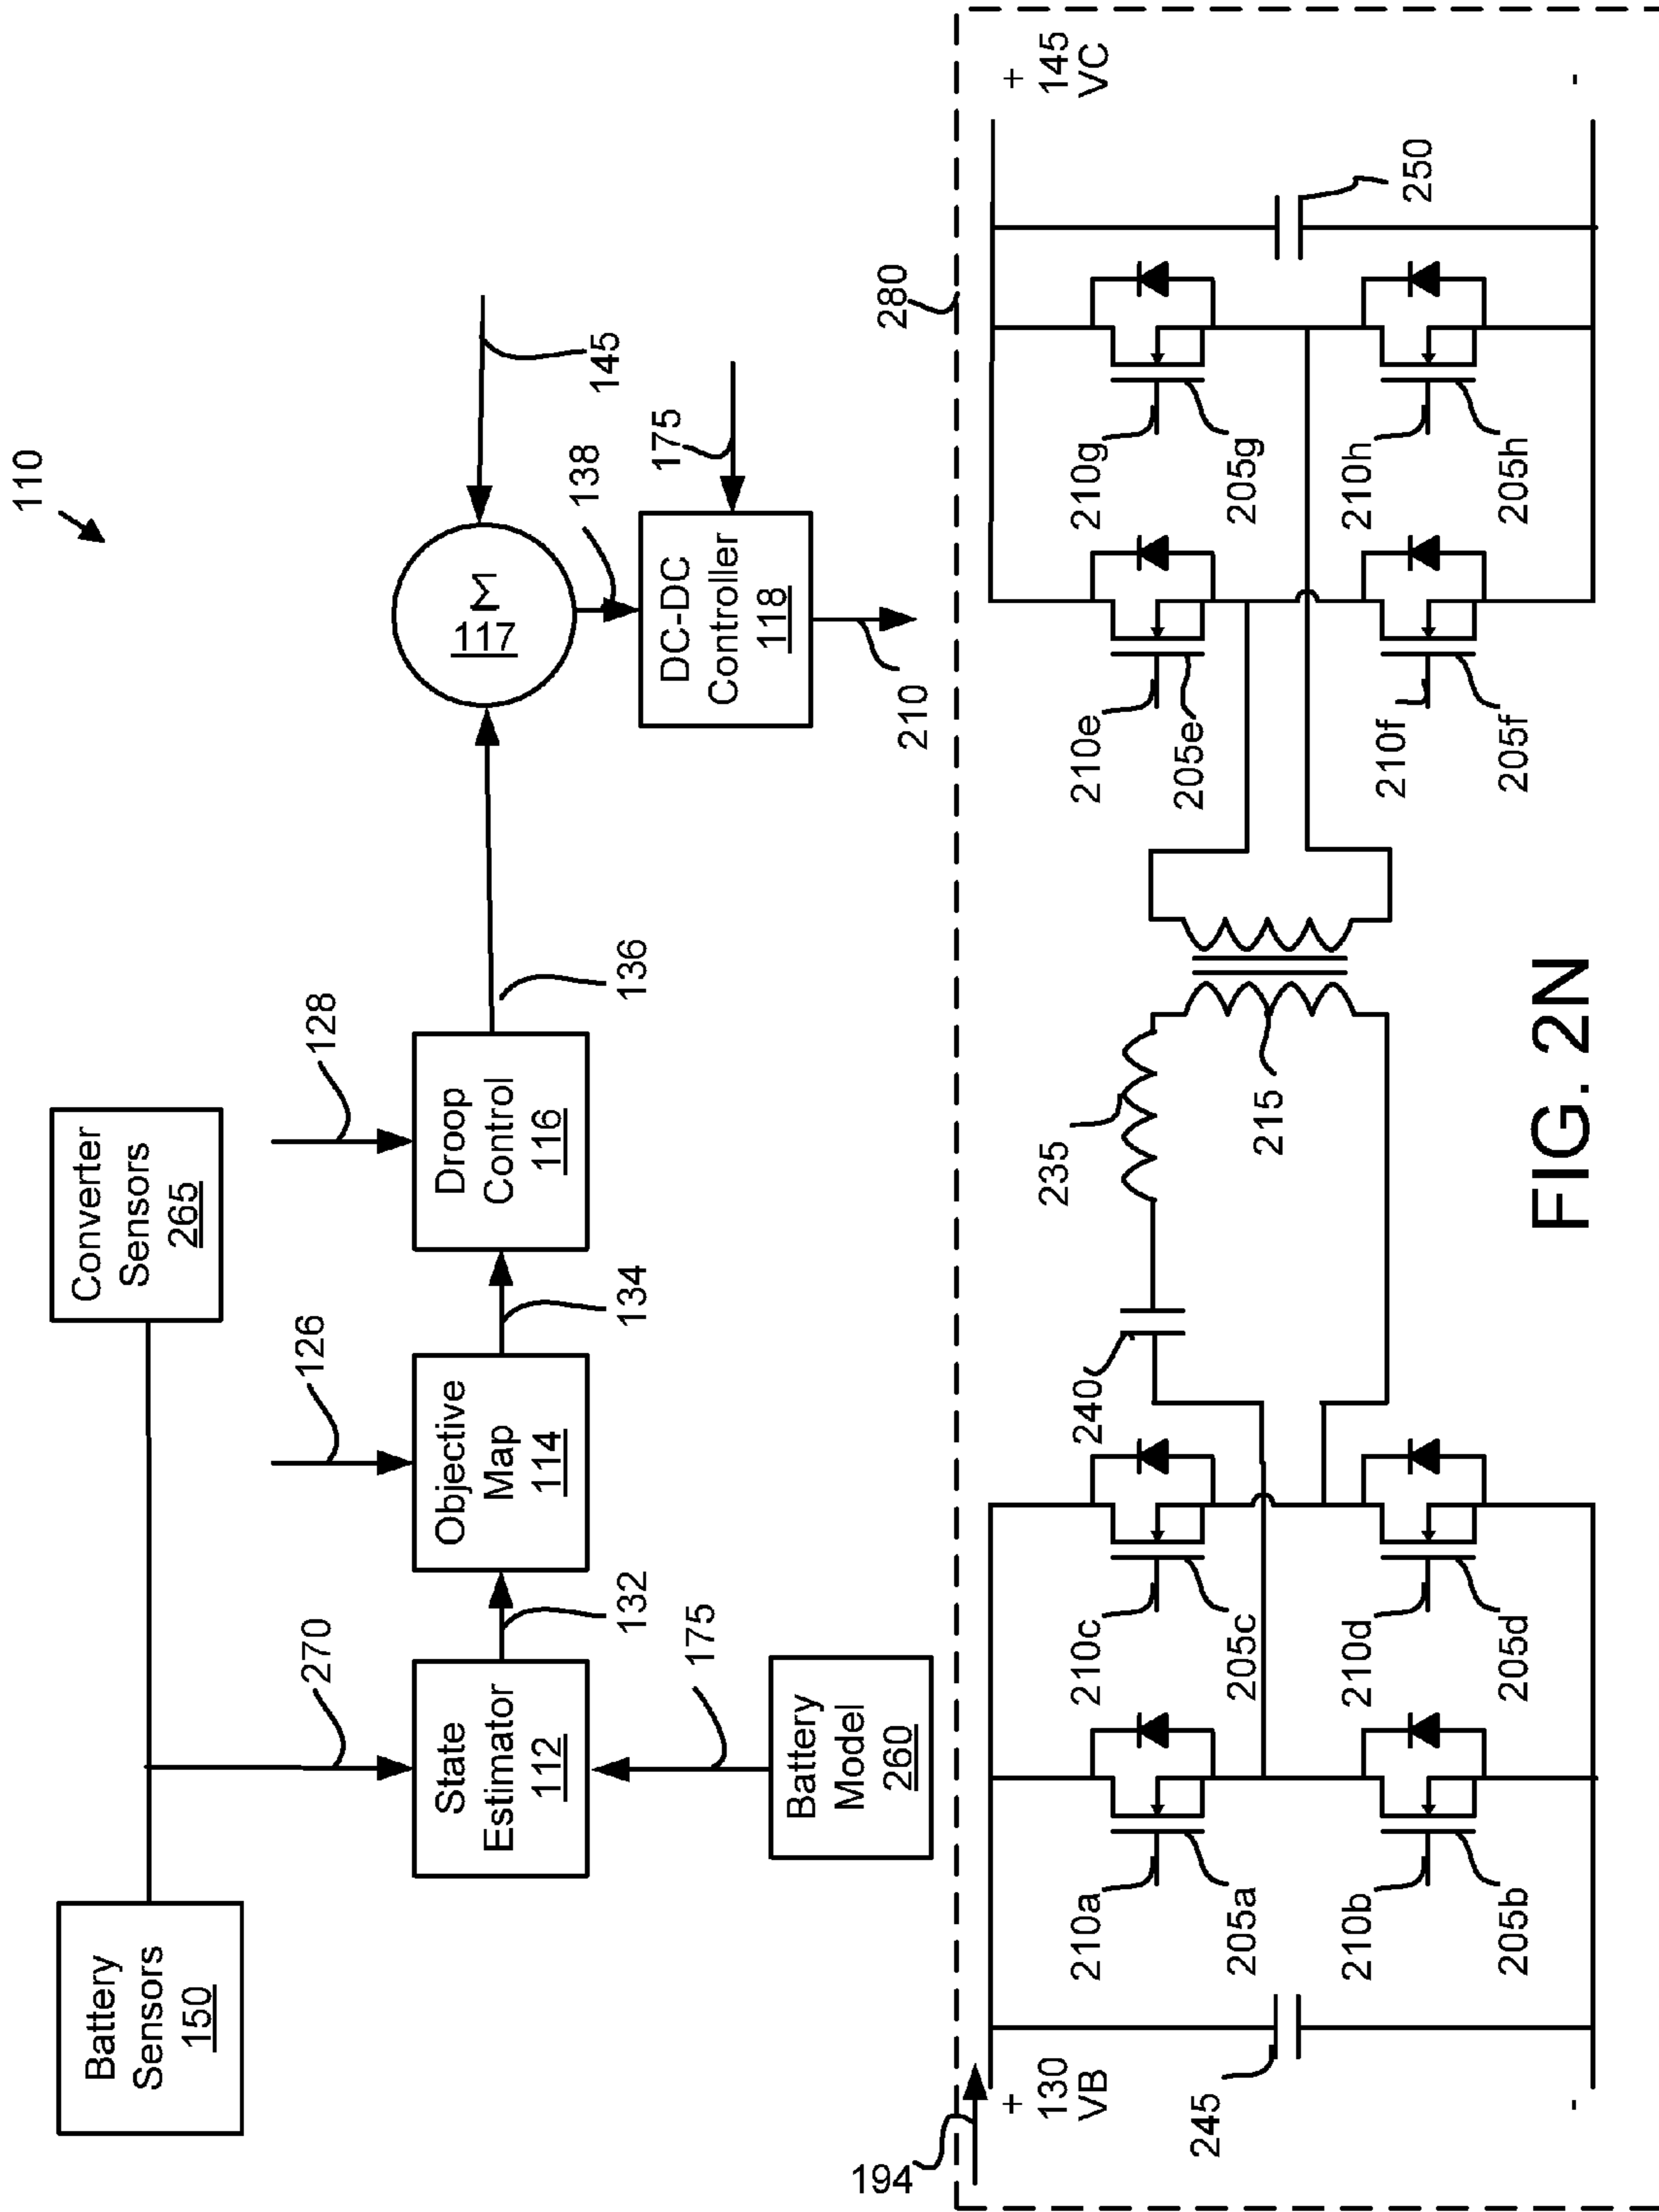 110
Battery
Sensors
150
Converter
Sensors
265
270
126
128
State
Estimator
112
132
Objective
Map
114
134
Droop
Control
116
136
Σ
117
145
138
175
Battery
Model
260
175
DC-DC
Controller
118
210
280
194
+
130
VB
-
245
210a
205a
210b
205b
210c
205c
210d
205d
240
235
215
210e
205e
210f
205f
210g
205g
210h
205h
250
+
145
VC
-
FIG. 2N